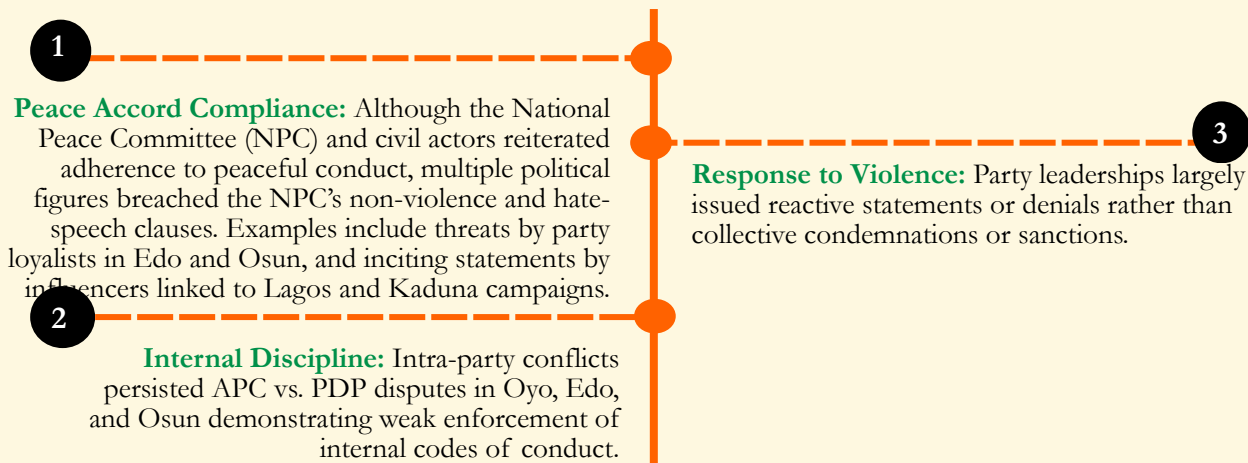 1
Peace Accord Compliance: Although the National
Peace Committee (NPC) and civil actors reiterated
adherence to peaceful conduct, multiple political
figures breached the NPC's non-violence and hate-
speech clauses. Examples include threats by party
loyalists in Edo and Osun, and inciting statements by
influencers linked to Lagos and Kaduna campaigns.
2
Internal Discipline: Intra-party conflicts
persisted APC vs. PDP disputes in Oyo, Edo,
and Osun demonstrating weak enforcement of
internal codes of conduct.
3
Response to Violence: Party leaderships largely
issued reactive statements or denials rather than
collective condemnations or sanctions.